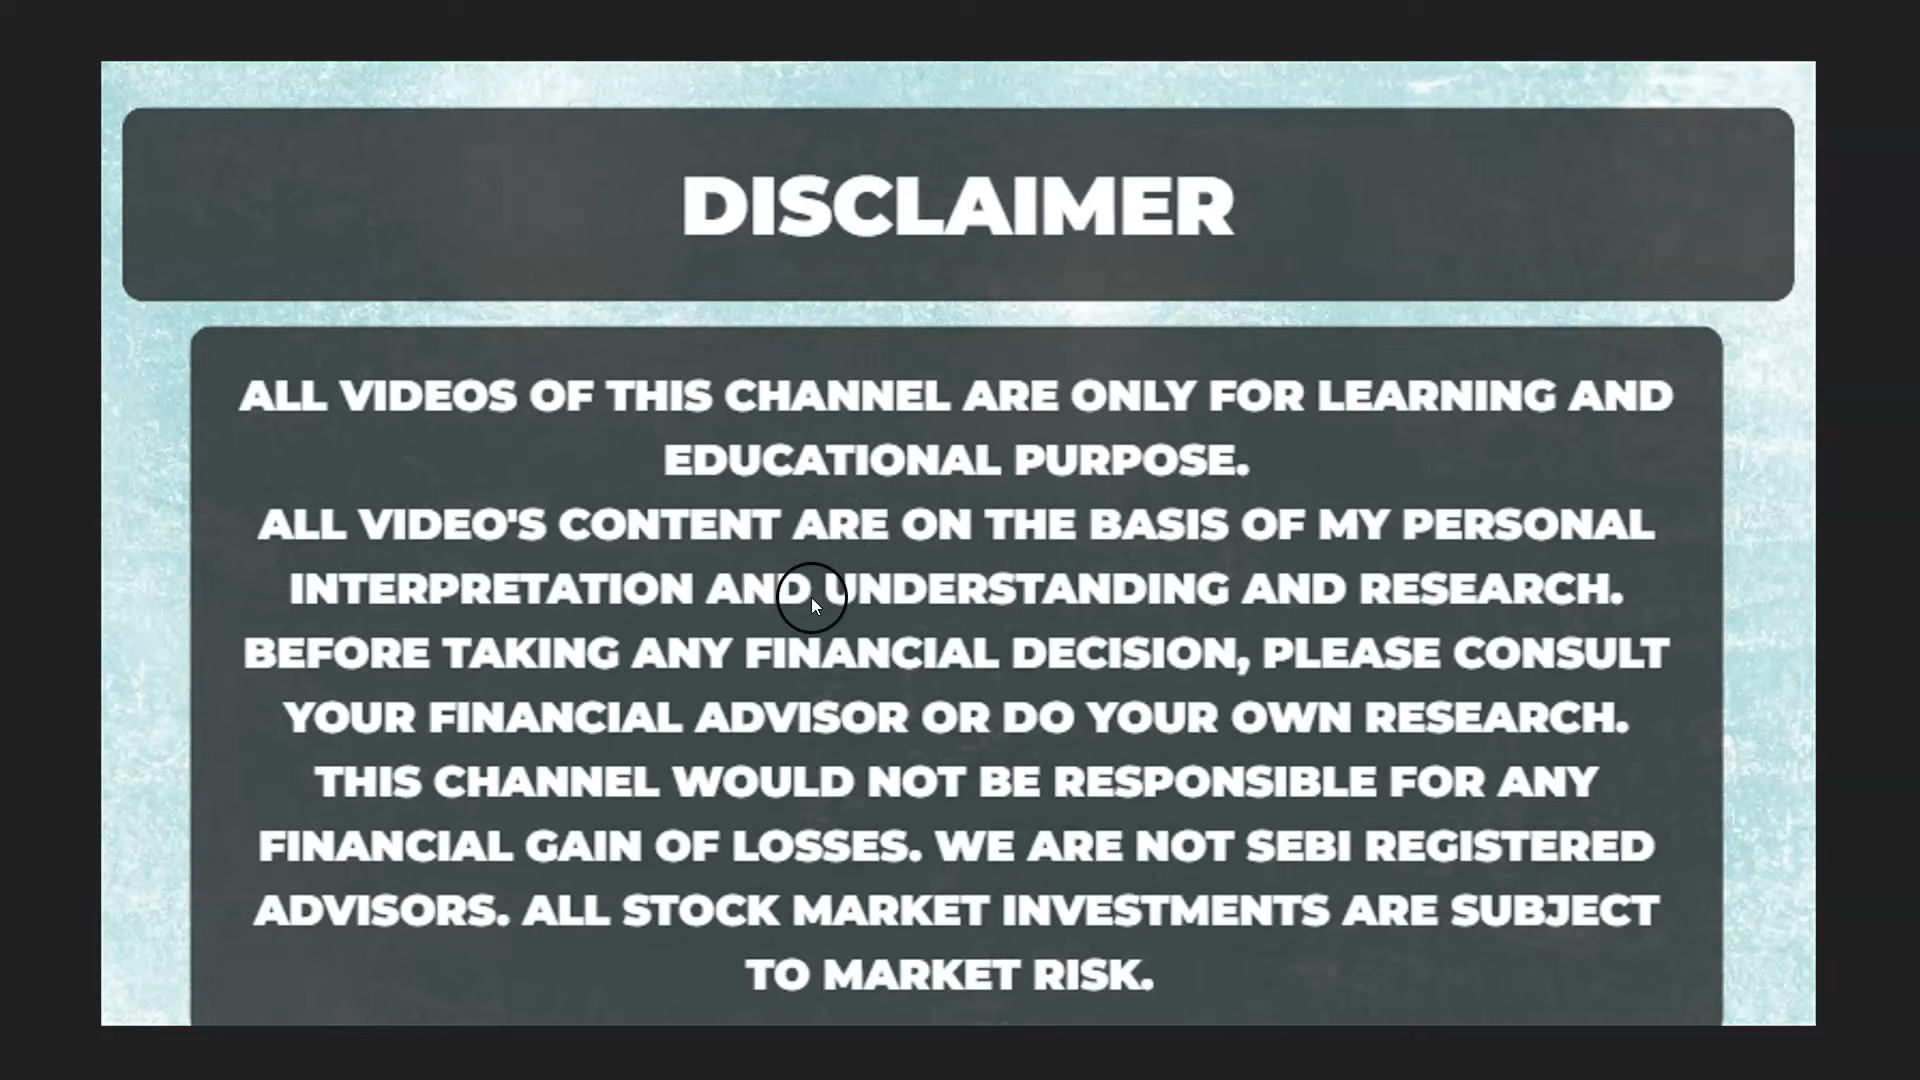 DISCLAIMER
ALL VIDEOS OF THIS CHANNEL ARE ONLY FOR LEARNING AND
EDUCATIONAL PURPOSE.
ALL VIDEO'S CONTENT ARE ON THE BASIS OF MY PERSONAL
INTERPRETATION AND UNDERSTANDING AND RESEARCH.
BEFORE TAKING ANY FINANCIAL DECISION, PLEASE CONSULT
YOUR FINANCIAL ADVISOR OR DO YOUR OWN RESEARCH.
THIS CHANNEL WOULD NOT BE RESPONSIBLE FOR ANY
FINANCIAL GAIN OF LOSSES. WE ARE NOT SEBI REGISTERED
ADVISORS. ALL STOCK MARKET INVESTMENTS ARE SUBJECT
TO MARKET RISK.